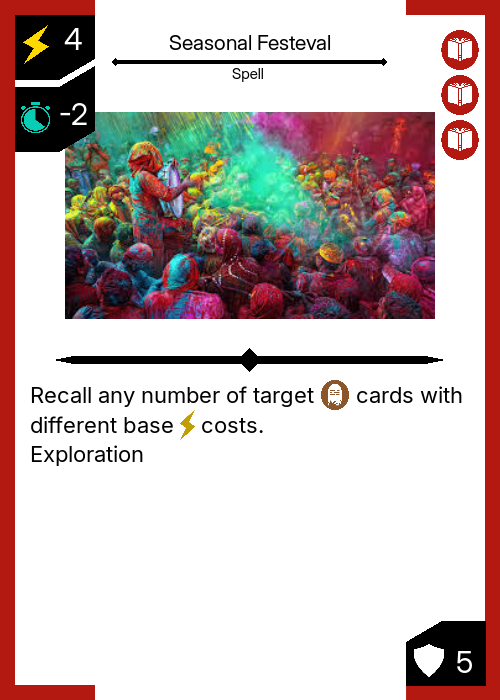 4
Seasonal Festeval
Spell
-2
Recall any number of target cards with
different base costs.
Exploration
5